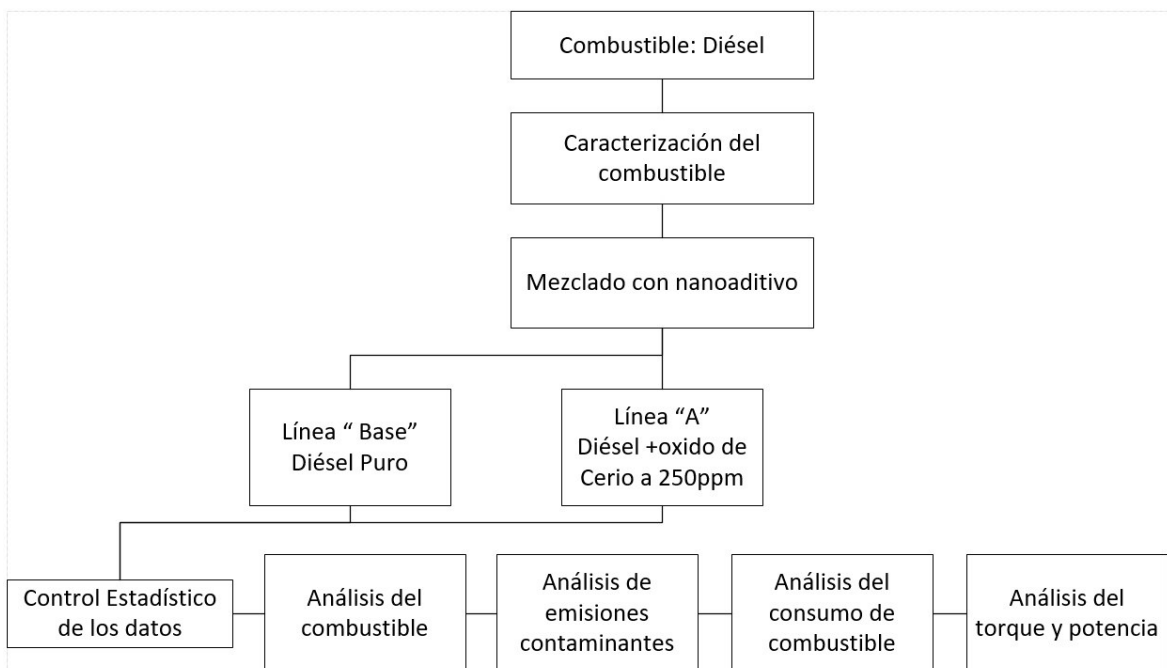 Combustible: Diésel
Caracterización del
combustible
Mezclado con nanoaditivo
Línea “ Base”
Diésel Puro
Línea “A”
Diésel +oxido de
Cerio a 250ppm
Control Estadístico
de los datos
Análisis del
combustible
Análisis de
emisiones
contaminantes
Análisis del
consumo de
combustible
Análisis del
torque y potencia